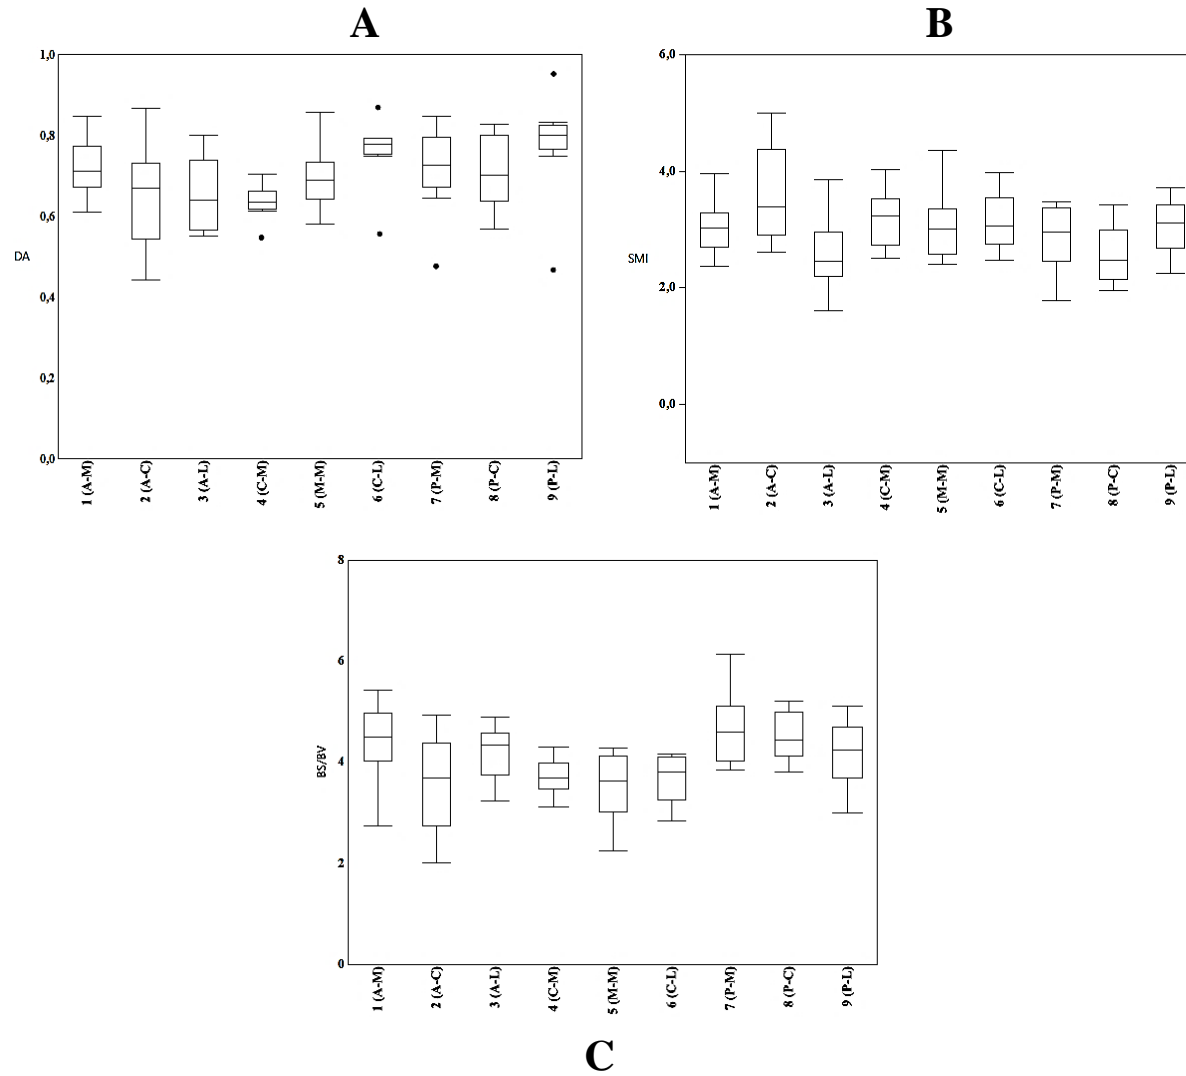 A
B
1,0
0,8
0,6
0,4
0,2
0,0
DA
1 (A-M)
2 (A-C)
3 (A-L)
4 (C-M)
5 (M-M)
6 (C-L)
7 (P-M)
8 (P-C)
9 (P-L)
6,0
4,0
2,0
0,0
SMI
1 (A-M)
2 (A-C)
3 (A-L)
4 (C-M)
5 (M-M)
6 (C-L)
7 (P-M)
8 (P-C)
9 (P-L)
8
6
4
2
0
BS/BV
1 (A-M)
2 (A-C)
3 (A-L)
4 (C-M)
5 (M-M)
6 (C-L)
7 (P-M)
8 (P-C)
9 (P-L)
C